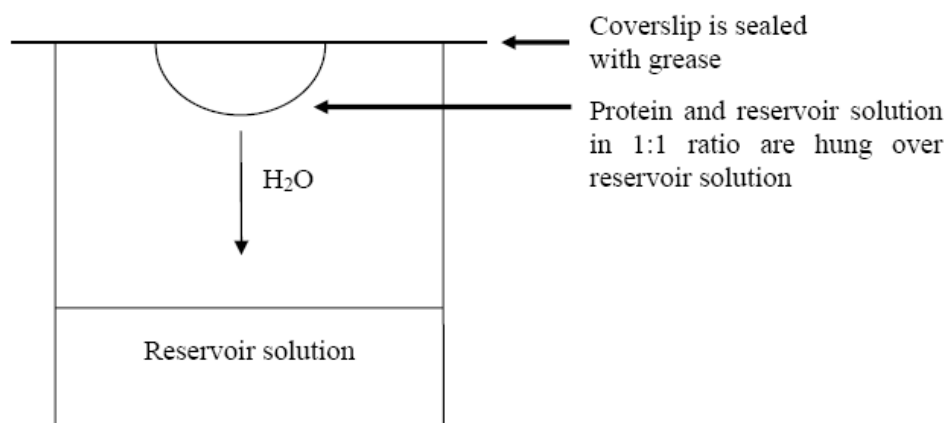 Coverslip is sealed
with grease
Protein and reservoir solution
in 1:1 ratio are hung over
reservoir solution
H₂O
Reservoir solution